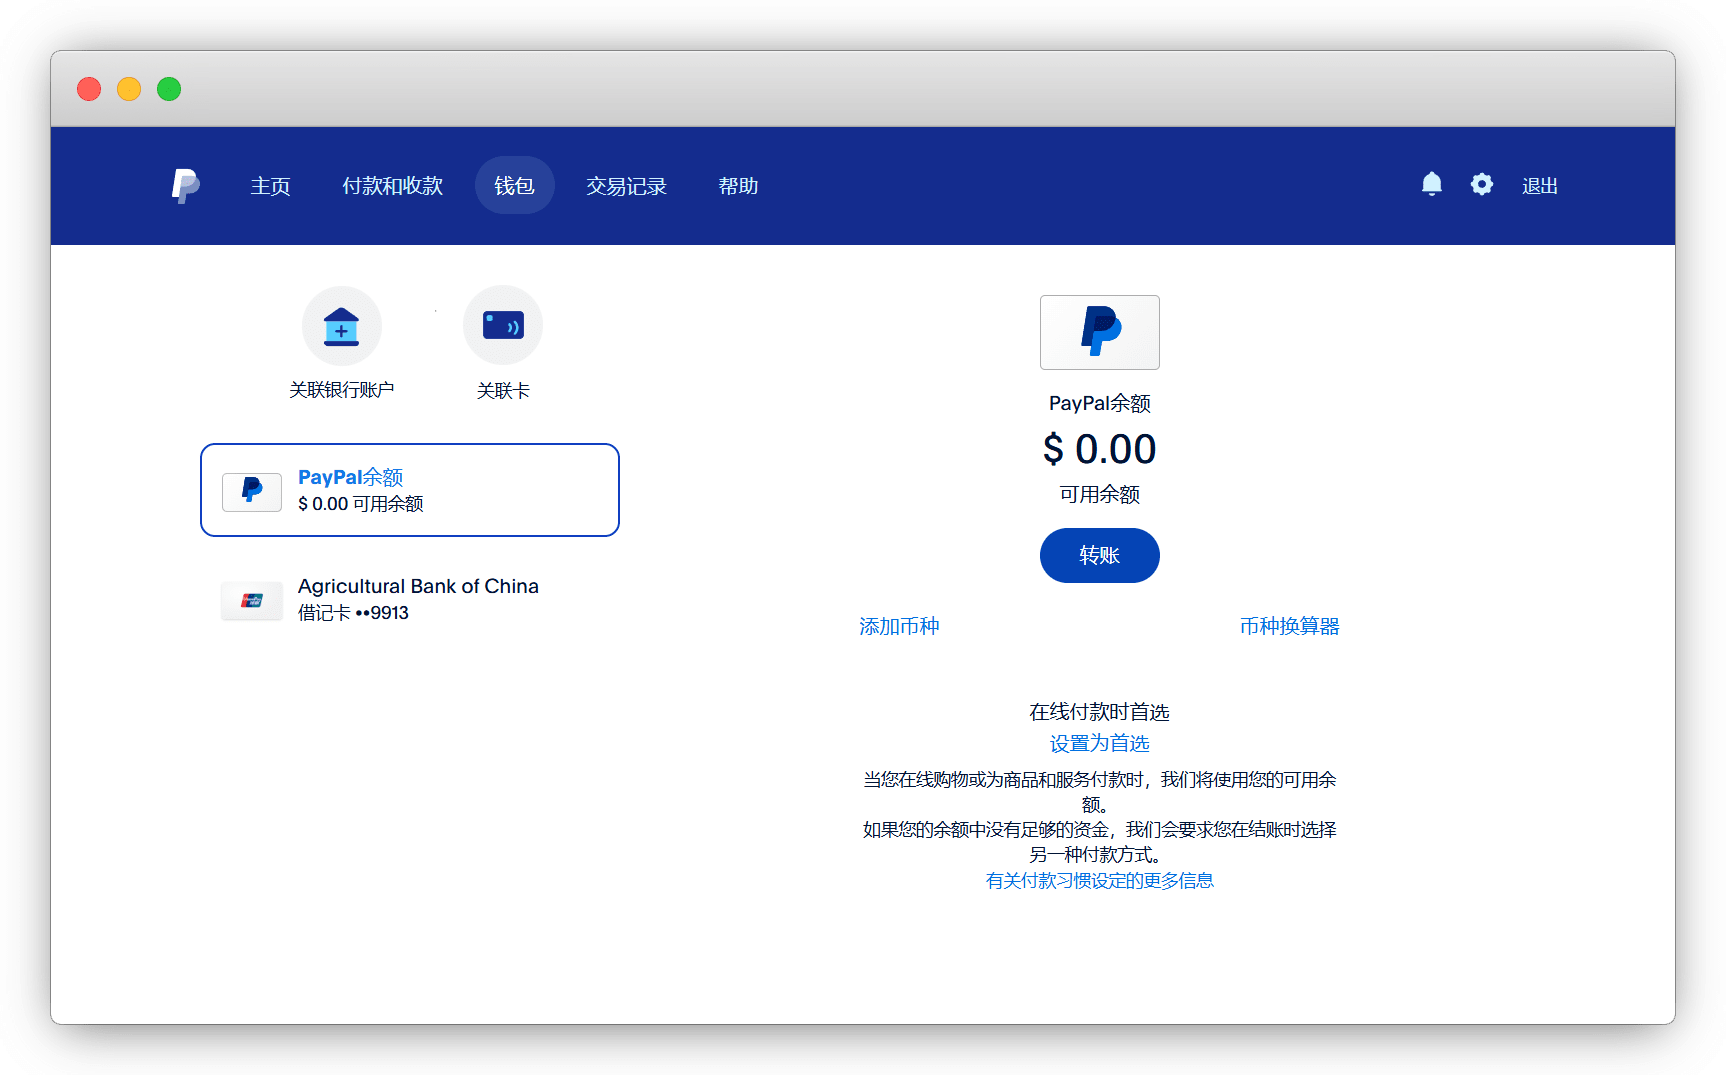 主页
付款和收款
钱包
交易记录
帮助
退出
关联银行账户
关联卡
PayPal余额
$ 0.00 可用余额
Agricultural Bank of China
借记卡 ••9913
PayPal余额
$ 0.00
可用余额
转账
添加币种
币种换算器
在线付款时首选
设置为首选
当您在线购物或为商品和服务付款时，我们将使用您的可用余
额。
如果您的余额中没有足够的资金，我们会要求您在结账时选择
另一种付款方式。
有关付款习惯设定的更多信息